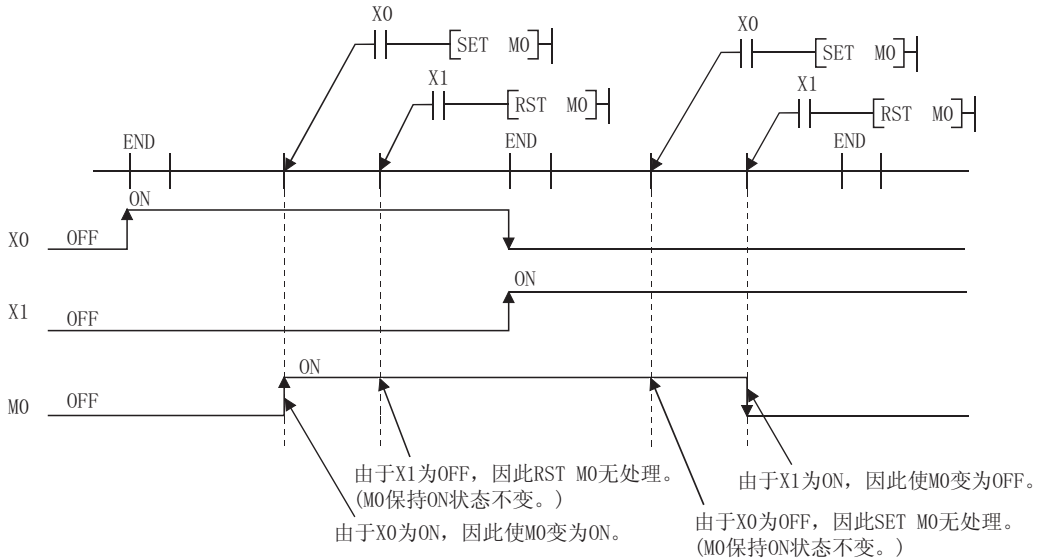 X0
SET M0
X1
RST M0
X0
SET M0
X1
RST M0
END
END
END
ON
X0 OFF
ON
X1 OFF
ON
M0 OFF
由于X1为OFF，因此RST M0无处理。
(M0保持ON状态不变。)
由于X0为ON，因此使M0变为ON。
由于X1为ON，因此使M0变为OFF。
由于X0为OFF，因此SET M0无处理。
(M0保持ON状态不变。)